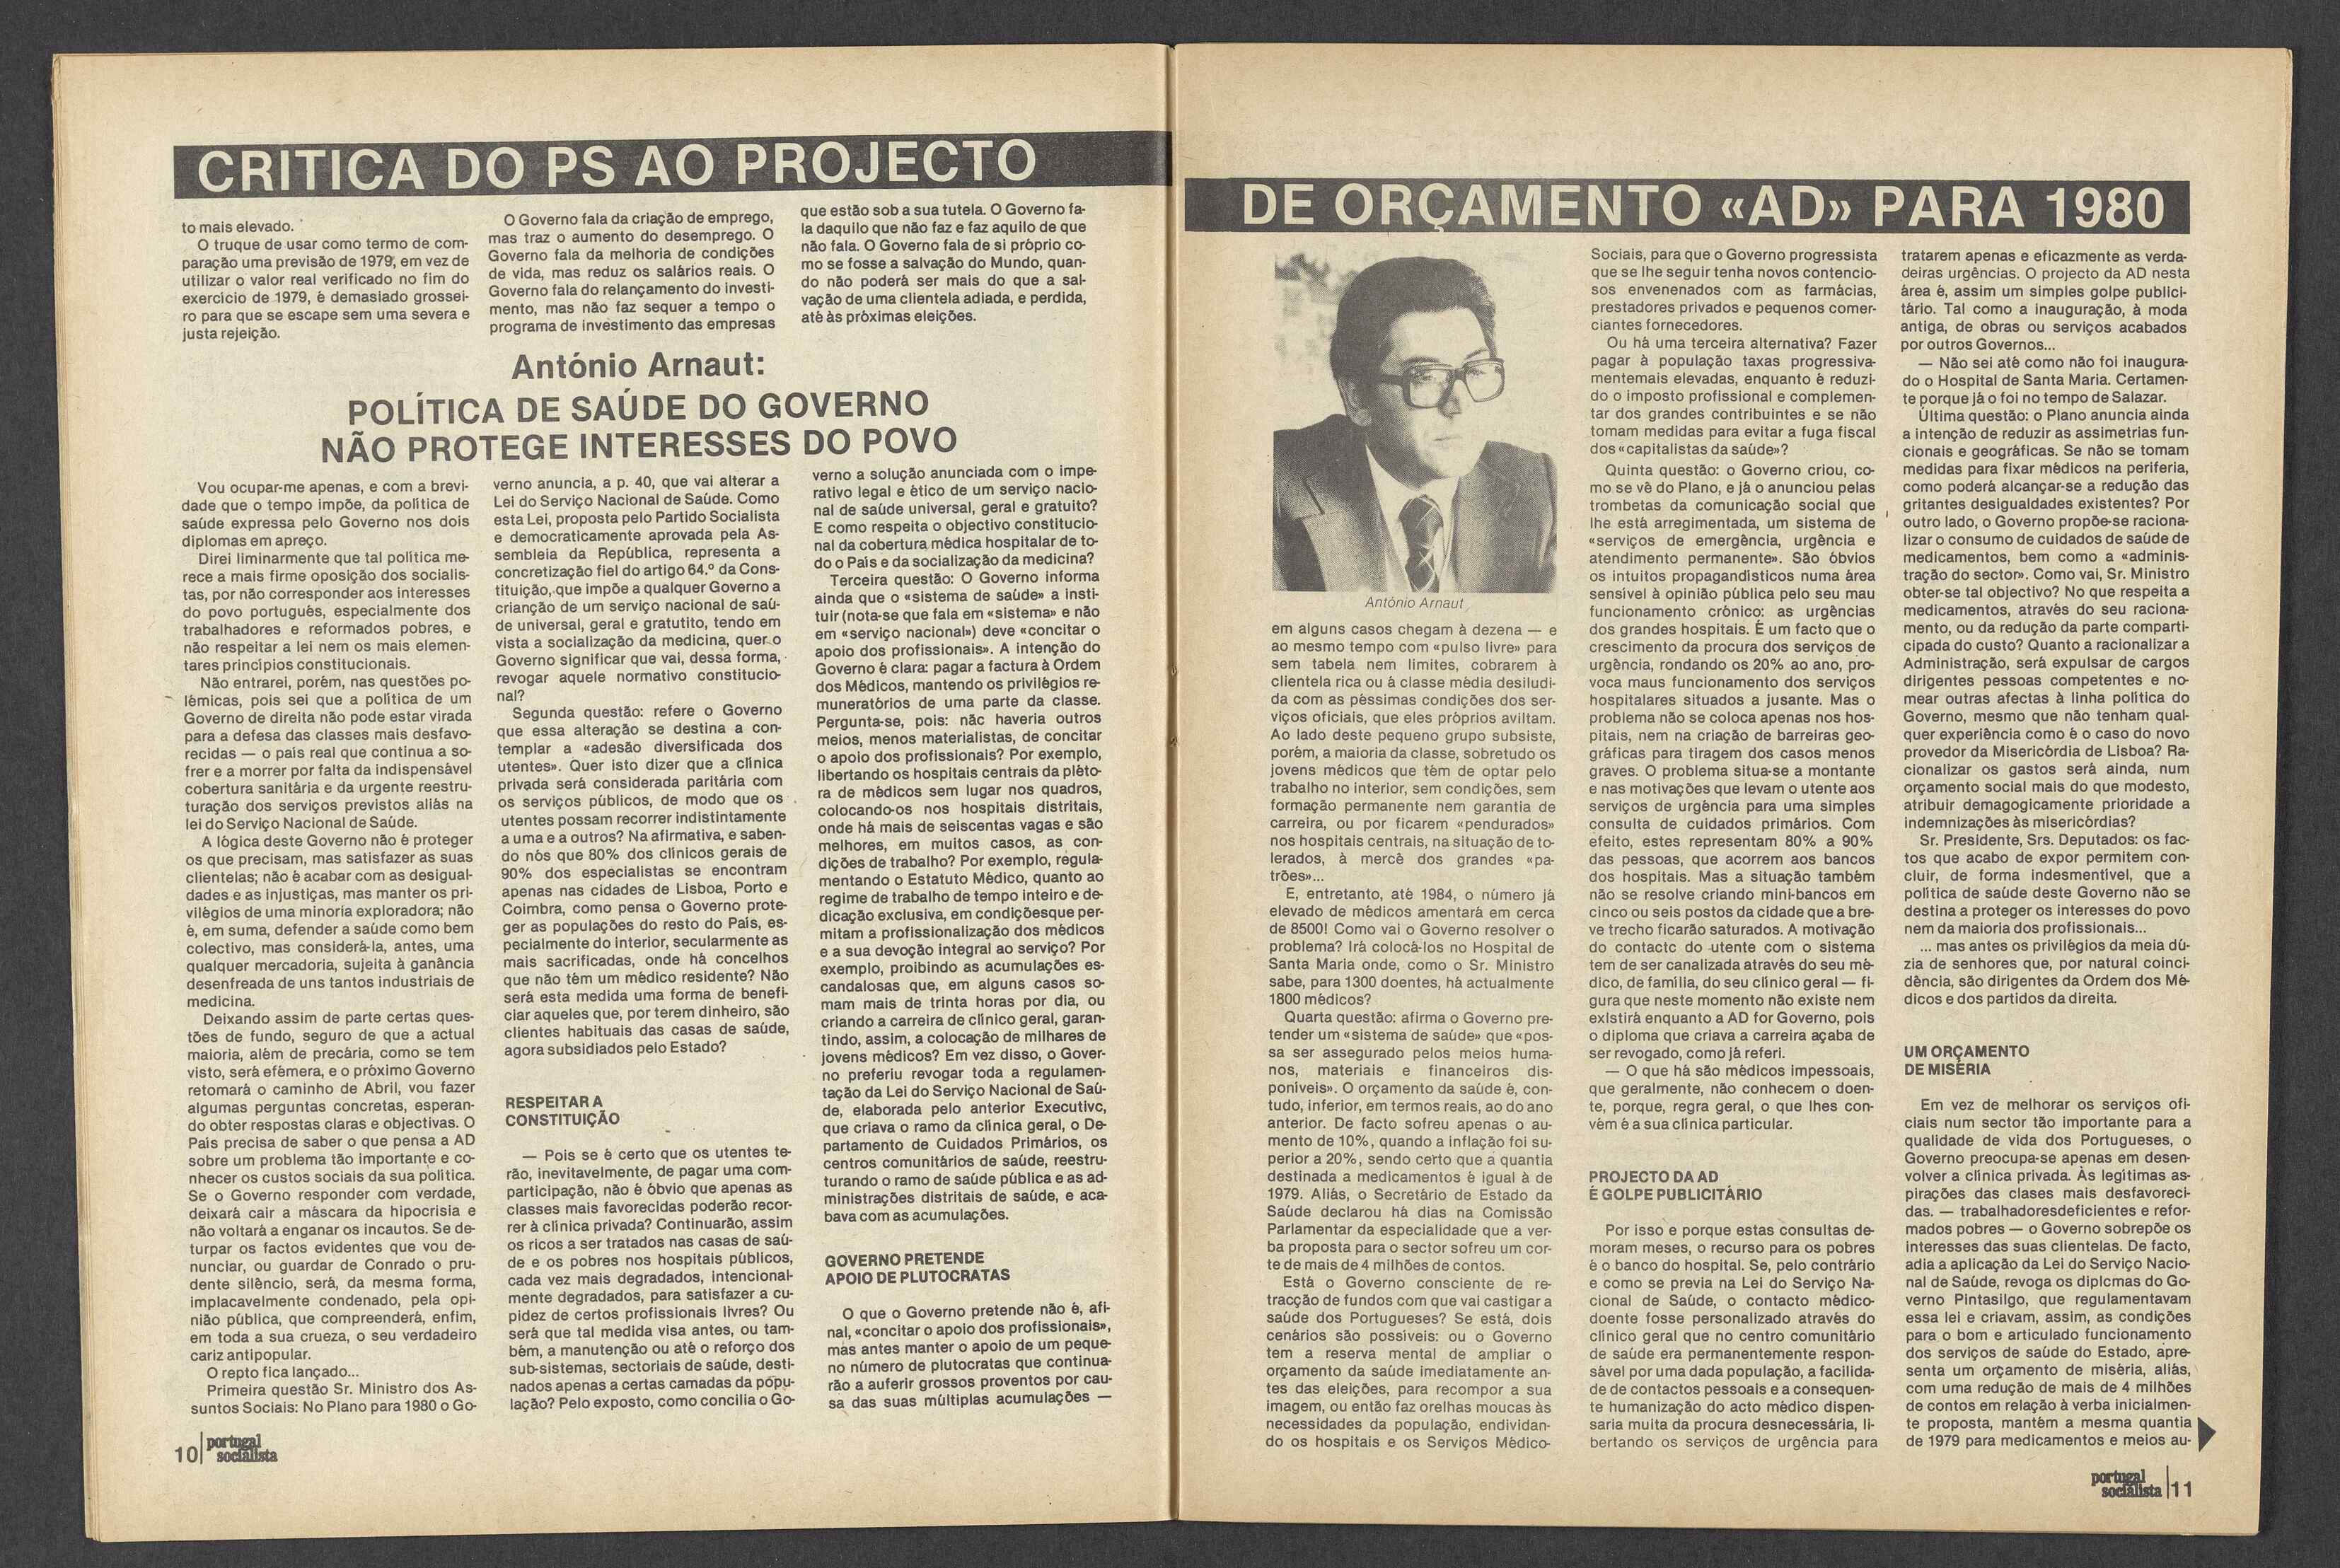 CRITICA DO PS AO PROJECTO
to mais elevado.
O truque de usar como termo de com-
paração uma previsão de 1979, em vez de
utilizar o valor real verificado no fim do
exercício de 1979, é demasiado grossei-
ro para que se escape sem uma severa e
justa rejeição.
O Governo fala da criação de emprego,
mas traz o aumento do desemprego. O
Governo fala da melhoria de condições
de vida, mas reduz os salários reais. O
Governo fala do relançamento do investi-
mento, mas não faz sequer a tempo o
programa de investimento das empresas
que estão sob a sua tutela. O Governo fa-
la daquilo que não faz e faz aquilo de que
não fala. O Governo fala de si próprio co-
mo se fosse a salvação do Mundo, quan-
do não poderá ser mais do que a sal-
vação de uma clientela adiada, e perdida,
até às próximas eleições.
António Arnaut:
POLÍTICA DE SAÚDE DO GOVERNO
NÃO PROTEGE INTERESSES DO POVO
Vou ocupar-me apenas, e com a brevi-
dade que o tempo impõe, da política de
saúde expressa pelo Governo nos dois
diplomas em apreço.
Direi liminarmente que tal política me-
rece a mais firme oposição dos socialis-
tas, por não corresponder aos interesses
do povo português, especialmente dos
trabalhadores e reformados pobres, e
não respeitar a lei nem os mais elemen-
tares princípios constitucionais.
Não entrarei, porém, nas questões po-
lémicas, pois sei que a política de um
Governo de direita não pode estar virada
para a defesa das classes mais desfavo-
recidas — o país real que continua a so-
frer e a morrer por falta da indispensável
cobertura sanitária e da urgente reestru-
turação dos serviços previstos aliás na
lei do Serviço Nacional de Saúde.
A lógica deste Governo não é proteger
os que precisam, mas satisfazer as suas
clientelas; não é acabar com as desigual-
dades e as injustiças, mas manter os pri-
vilégios de uma minoria exploradora; não
é, em suma, defender a saúde como bem
colectivo, mas considerá-la, antes, uma
qualquer mercadoria, sujeita à ganância
desenfreada de uns tantos industriais de
medicina.
Deixando assim de parte certas ques-
tões de fundo, seguro de que a actual
maioria, além de precária, como se tem
visto, será efémera, e o próximo Governo
retomará o caminho de Abril, vou fazer
algumas perguntas concretas, esperan-
do obter respostas claras e objectivas. O
País precisa de saber o que pensa a AD
sobre um problema tão importante e co-
nhecer os custos sociais da sua política.
Se o Governo responder com verdade,
deixará cair a máscara da hipocrisia e
não voltará a enganar os incautos. Se de-
turpar os factos evidentes que vou de-
nunciar, ou guardar de Conrado o pru-
dente silêncio, será, da mesma forma,
implacavelmente condenado, pela opi-
nião pública, que compreenderá, enfim,
em toda a sua crueza, o seu verdadeiro
cariz antipopular.
O repto fica lançado...
Primeira questão Sr. Ministro dos As-
suntos Sociais: No Plano para 1980 o Go-
verno anuncia, a p. 40, que vai alterar a
Lei do Serviço Nacional de Saúde. Como
esta Lei, proposta pelo Partido Socialista
e democraticamente aprovada pela As-
sembleia da República, representa a
concretização fiel do artigo 64.º da Cons-
tituição, que impõe a qualquer Governo a
crianção de um serviço nacional de saú-
de universal, geral e gratutito, tendo em
vista a socialização da medicina, quer o
Governo significar que vai, dessa forma,
revogar aquele normativo constitucio-
nal?
Segunda questão: refere o Governo
que essa alteração se destina a con-
templar a «adesão diversificada dos
utentes». Quer isto dizer que a clínica
privada será considerada paritária com
os serviços públicos, de modo que os
utentes possam recorrer indistintamente
a uma e a outros? Na afirmativa, e saben-
do nós que 80% dos clínicos gerais de
90% dos especialistas se encontram
apenas nas cidades de Lisboa, Porto e
Coimbra, como pensa o Governo prote-
ger as populações do resto do País, es-
pecialmente do interior, secularmente as
mais sacrificadas, onde há concelhos
que não têm um médico residente? Não
será esta medida uma forma de benefi-
ciar aqueles que, por terem dinheiro, são
clientes habituais das casas de saúde,
agora subsidiados pelo Estado?
RESPEITAR A
CONSTITUIÇÃO
— Pois se é certo que os utentes te-
rão, inevitavelmente, de pagar uma com-
participação, não é óbvio que apenas as
classes mais favorecidas poderão recor-
rer à clínica privada? Continuarão, assim
os ricos a ser tratados nas casas de saú-
de e os pobres nos hospitais públicos,
cada vez mais degradados, intencional-
mente degradados, para satisfazer a cu-
pidez de certos profissionais livres? Ou
será que tal medida visa antes, ou tam-
bém, a manutenção ou até o reforço dos
sub-sistemas, sectoriais de saúde, desti-
nados apenas a certas camadas da popu-
lação? Pelo exposto, como concilia o Go-
verno a solução anunciada com o impe-
rativo legal e ético de um serviço nacio-
nal de saúde universal, geral e gratuito?
E como respeita o objectivo constitucio-
nal da cobertura médica hospitalar de to-
do o País e da socialização da medicina?
Terceira questão: O Governo informa
ainda que o «sistema de saúde» a insti-
tuir (nota-se que fala em «sistema» e não
em «serviço nacional») deve «concitar o
apoio dos profissionais». A intenção do
Governo é clara: pagar a factura à Ordem
dos Médicos, mantendo os privilégios re-
muneratórios de uma parte da classe.
Pergunta-se, pois: não haveria outros
meios, menos materialistas, de concitar
o apoio dos profissionais? Por exemplo,
libertando os hospitais centrais da pléto-
ra de médicos sem lugar nos quadros,
colocando-os nos hospitais distritais,
onde há mais de seiscentas vagas e são
melhores, em muitos casos, as con-
dições de trabalho? Por exemplo, regula-
mentando o Estatuto Médico, quanto ao
regime de trabalho de tempo inteiro e de-
dicação exclusiva, em condiçõesque per-
mitam a profissionalização dos médicos
e a sua devoção integral ao serviço? Por
exemplo, proibindo as acumulações es-
candalosas que, em alguns casos so-
mam mais de trinta horas por dia, ou
criando a carreira de clínico geral, garan-
tindo, assim, a colocação de milhares de
jovens médicos? Em vez disso, o Gover-
no preferiu revogar toda a regulamen-
tação da Lei do Serviço Nacional de Saú-
de, elaborada pelo anterior Executivo,
que criava o ramo da clínica geral, o De-
partamento de Cuidados Primários, os
centros comunitários de saúde, reestru-
turando o ramo de saúde pública e as ad-
ministrações distritais de saúde, e aca-
bava com as acumulações.
GOVERNO PRETENDE
APOIO DE PLUTOCRATAS
O que o Governo pretende não é, afi-
nal, «concitar o apoio dos profissionais»,
mas antes manter o apoio de um peque-
no número de plutocratas que continua-
rão a auferir grossos proventos por cau-
sa das suas múltiplas acumulações —
10 portugal
socialista
DE ORÇAMENTO «AD» PARA 1980
António Arnaut
em alguns casos chegam à dezena — e
ao mesmo tempo com «pulso livre» para
sem tabela nem limites, cobrarem à
clientela rica ou á classe média desiludi-
da com as péssimas condições dos ser-
viços oficiais, que eles próprios aviltam.
Ao lado deste pequeno grupo subsiste,
porém, a maioria da classe, sobretudo os
jovens médicos que têm de optar pelo
trabalho no interior, sem condições, sem
formação permanente nem garantia de
carreira, ou por ficarem «pendurados»
nos hospitais centrais, na situação de to-
lerados, à mercê dos grandes «pa-
trões»...
E, entretanto, até 1984, o número já
elevado de médicos amentará em cerca
de 8500! Como vai o Governo resolver o
problema? Irá colocá-los no Hospital de
Santa Maria onde, como o Sr. Ministro
sabe, para 1300 doentes, há actualmente
1800 médicos?
Quarta questão: afirma o Governo pre-
tender um «sistema de saúde» que «pos-
sa ser assegurado pelos meios huma-
nos, materiais e financeiros dis-
poníveis». O orçamento da saúde é, con-
tudo, inferior, em termos reais, ao do ano
anterior. De facto sofreu apenas o au-
mento de 10%, quando a inflação foi su-
perior a 20%, sendo certo que a quantia
destinada a medicamentos é igual à de
1979. Aliás, o Secretário de Estado da
Saúde declarou há dias na Comissão
Parlamentar da especialidade que a ver-
ba proposta para o sector sofreu um cor-
te de mais de 4 milhões de contos.
Está o Governo consciente de re-
tracção de fundos com que vai castigar a
saúde dos Portugueses? Se está, dois
cenários são possíveis: ou o Governo
tem a reserva mental de ampliar o
orçamento da saúde imediatamente an-
tes das eleições, para recompor a sua
imagem, ou então faz orelhas moucas às
necessidades da população, endividan-
do os hospitais e os Serviços Médico-
Sociais, para que o Governo progressista
que se lhe seguir tenha novos contencio-
sos envenenados com as farmácias,
prestadores privados e pequenos comer-
ciantes fornecedores.
Ou há uma terceira alternativa? Fazer
pagar à população taxas progressiva-
mentemais elevadas, enquanto é reduzi-
do o imposto profissional e complemen-
tar dos grandes contribuintes e se não
tomam medidas para evitar a fuga fiscal
dos «capitalistas da saúde»?
Quinta questão: o Governo criou, co-
mo se vê do Plano, e já o anunciou pelas
trombetas da comunicação social que
lhe está arregimentada, um sistema de
«serviços de emergência, urgência e
atendimento permanente». São óbvios
os intuitos propagandísticos numa área
sensível à opinião pública pelo seu mau
funcionamento crónico: as urgências
dos grandes hospitais. É um facto que o
crescimento da procura dos serviços de
urgência, rondando os 20% ao ano, pro-
voca maus funcionamento dos serviços
hospitalares situados a jusante. Mas o
problema não se coloca apenas nos hos-
pitais, nem na criação de barreiras geo-
gráficas para tiragem dos casos menos
graves. O problema situa-se a montante
e nas motivações que levam o utente aos
serviços de urgência para uma simples
consulta de cuidados primários. Com
efeito, estes representam 80% a 90%
das pessoas, que acorrem aos bancos
dos hospitais. Mas a situação também
não se resolve criando mini-bancos em
cinco ou seis postos da cidade que a bre-
ve trecho ficarão saturados. A motivação
do contacto do utente com o sistema
tem de ser canalizada através do seu mé-
dico, de família, do seu clínico geral — fi-
gura que neste momento não existe nem
existirá enquanto a AD for Governo, pois
o diploma que criava a carreira açaba de
ser revogado, como já referi.
— O que há são médicos impessoais,
que geralmente, não conhecem o doen-
te, porque, regra geral, o que lhes con-
vém é a sua clínica particular.
PROJECTO DA AD
É GOLPE PUBLICITÁRIO
Por isso e porque estas consultas de-
moram meses, o recurso para os pobres
é o banco do hospital. Se, pelo contrário
e como se previa na Lei do Serviço Na-
cional de Saúde, o contacto médico-
doente fosse personalizado através do
clínico geral que no centro comunitário
de saúde era permanentemente respon-
sável por uma dada população, a facilida-
de de contactos pessoais e a consequen-
te humanização do acto médico dispen-
saria muita da procura desnecessária, li-
bertando os serviços de urgência para
tratarem apenas e eficazmente as verda-
deiras urgências. O projecto da AD nesta
área é, assim um simples golpe publici-
tário. Tal como a inauguração, à moda
antiga, de obras ou serviços acabados
por outros Governos...
— Não sei até como não foi inaugura-
do o Hospital de Santa Maria. Certamen-
te porque já o foi no tempo de Salazar.
Última questão: o Plano anuncia ainda
a intenção de reduzir as assimetrias fun-
cionais e geográficas. Se não se tomam
medidas para fixar médicos na periferia,
como poderá alcançar-se a redução das
gritantes desigualdades existentes? Por
outro lado, o Governo propõe-se raciona-
lizar o consumo de cuidados de saúde de
medicamentos, bem como a «adminis-
tração do sector». Como vai, Sr. Ministro
obter-se tal objectivo? No que respeita a
medicamentos, através do seu raciona-
mento, ou da redução da parte comparti-
cipada do custo? Quanto a racionalizar a
Administração, será expulsar de cargos
dirigentes pessoas competentes e no-
mear outras afectas à linha política do
Governo, mesmo que não tenham qual-
quer experiência como é o caso do novo
provedor da Misericórdia de Lisboa? Ra-
cionalizar os gastos será ainda, num
orçamento social mais do que modesto,
atribuir demagogicamente prioridade a
indemnizações às misericórdias?
Sr. Presidente, Srs. Deputados: os fac-
tos que acabo de expor permitem con-
cluir, de forma indesmentível, que a
política de saúde deste Governo não se
destina a proteger os interesses do povo
nem da maioria dos profissionais...
... mas antes os privilégios da meia dú-
zia de senhores que, por natural coinci-
dência, são dirigentes da Ordem dos Mé-
dicos e dos partidos da direita.
UM ORÇAMENTO
DE MISÉRIA
Em vez de melhorar os serviços ofi-
ciais num sector tão importante para a
qualidade de vida dos Portugueses, o
Governo preocupa-se apenas em desen-
volver a clínica privada. Às legítimas as-
pirações das clases mais desfavoreci-
das. — trabalhadoresdeficientes e refor-
mados pobres — o Governo sobrepõe os
interesses das suas clientelas. De facto,
adia a aplicação da Lei do Serviço Nacio-
nal de Saúde, revoga os diplomas do Go-
verno Pintasilgo, que regulamentavam
essa lei e criavam, assim, as condições
para o bom e articulado funcionamento
dos serviços de saúde do Estado, apre-
senta um orçamento de miséria, aliás,
com uma redução de mais de 4 milhões
de contos em relação à verba inicialmen-
te proposta, mantém a mesma quantia
de 1979 para medicamentos e meios au-
portugal
socialista 11